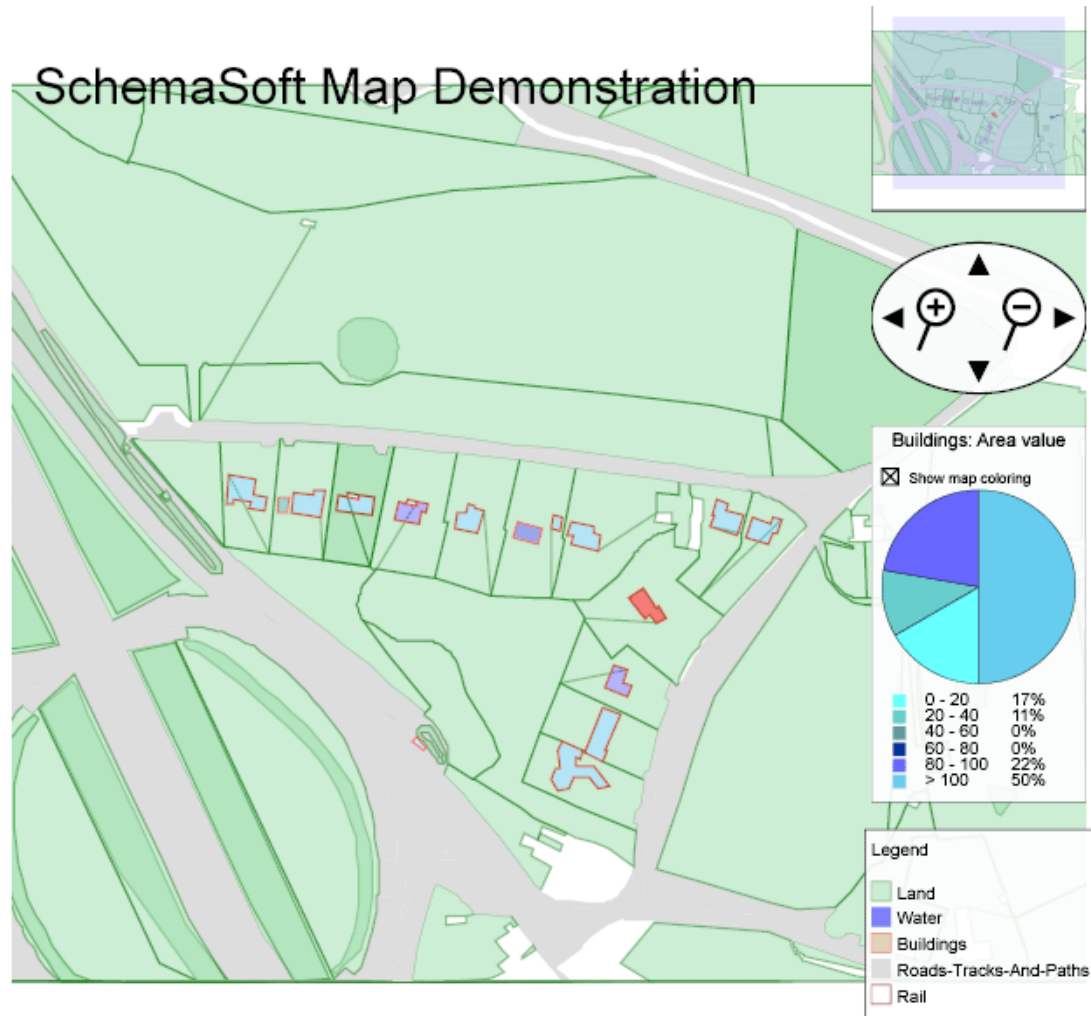 SchemaSoft Map Demonstration
Buildings: Area value
Show map coloring
0 - 20 17%
20 - 40 11%
40 - 60 0%
60 - 80 0%
80 - 100 22%
> 100 50%
Legend
Land
Water
Buildings
Roads-Tracks-And-Paths
Rail